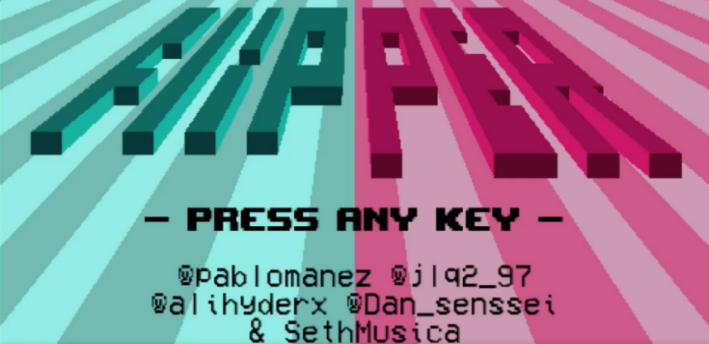 FliPPER
- PRESS ANY KEY -
@pablomanez @jlq2_97
@alihyderx @Dan_senssei
& SethMusica